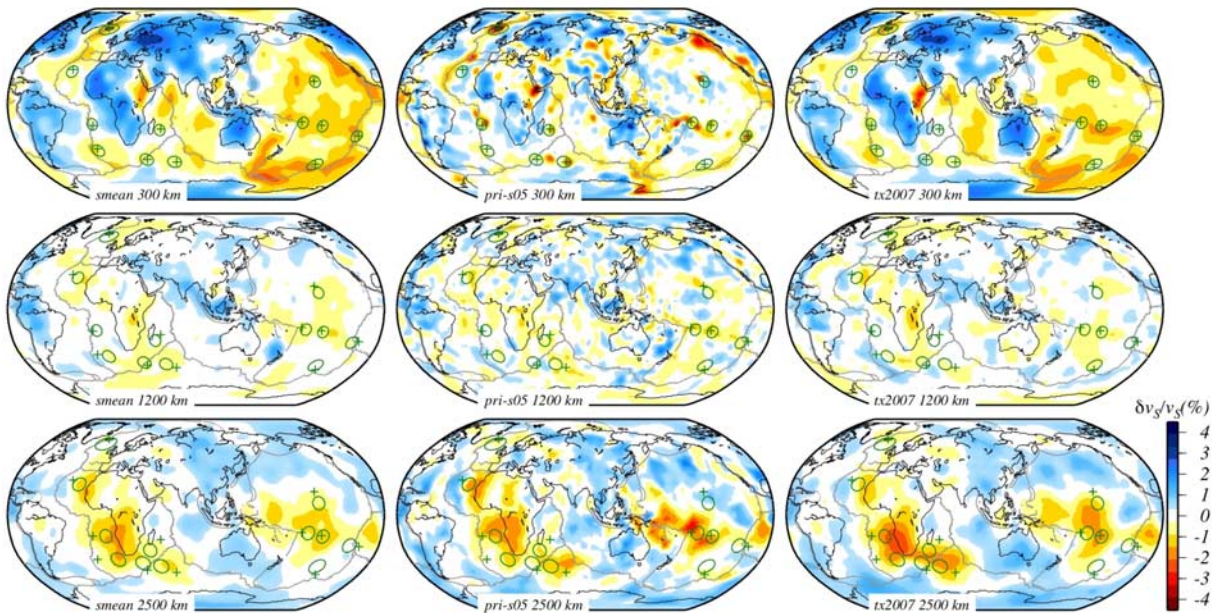 smean 300 km
pri-s05 300 km
tx2007 300 km
smean 1200 km
pri-s05 1200 km
tx2007 1200 km
δvS/vS(%)
4
3
2
1
0
-1
-2
-3
-4
smean 2500 km
pri-s05 2500 km
tx2007 2500 km